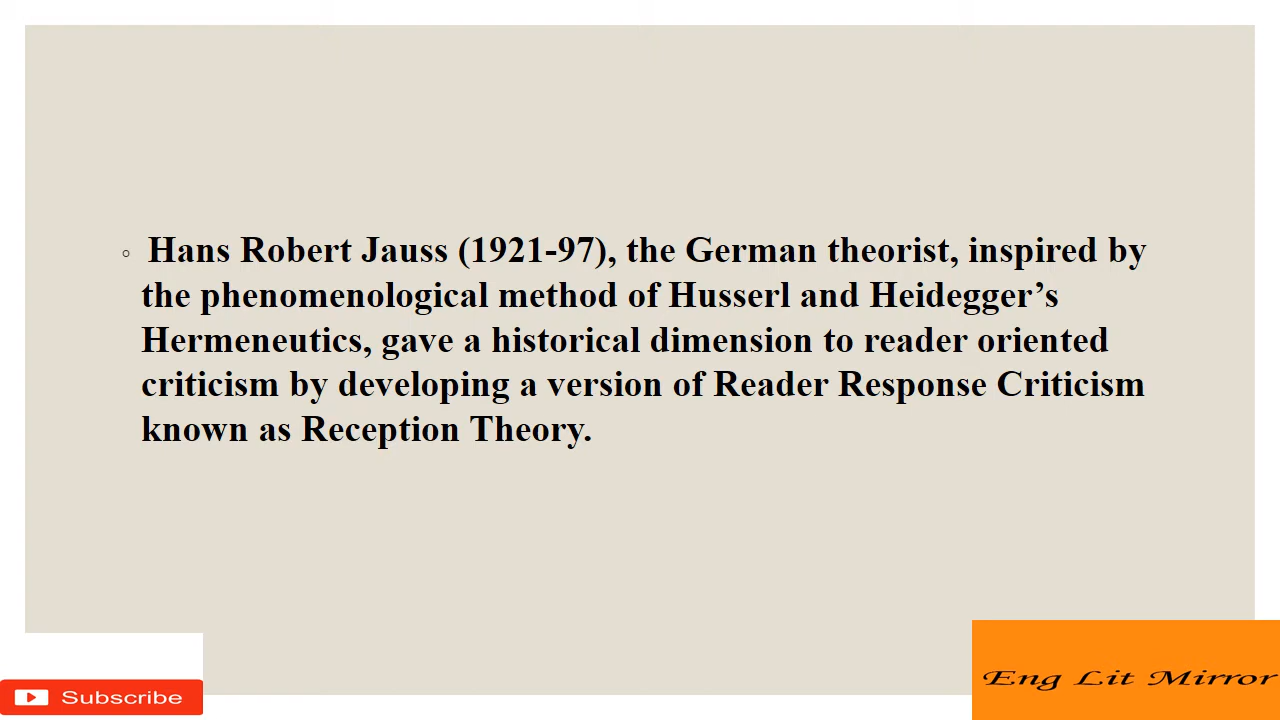 Hans Robert Jauss (1921-97), the German theorist, inspired by
the phenomenological method of Husserl and Heidegger’s
Hermeneutics, gave a historical dimension to reader oriented
criticism by developing a version of Reader Response Criticism
known as Reception Theory.
Subscribe
Eng Lit Mirror